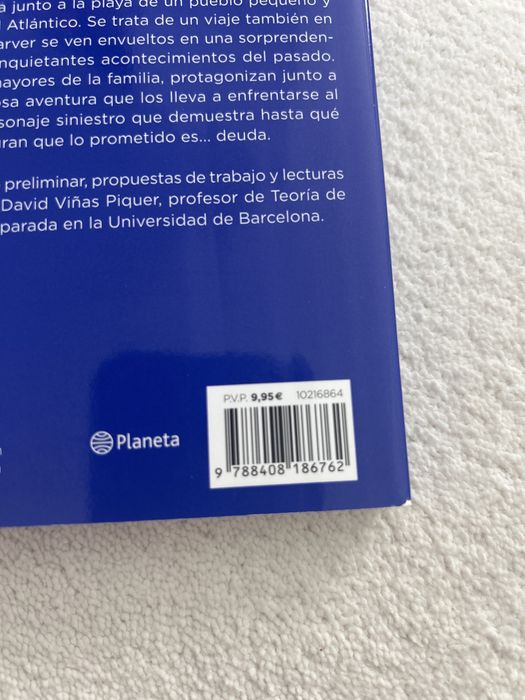 junto a la playa de un pueblo pequeño y
Atlántico. Se trata de un viaje también en
arver se ven envueltos en una sorprenden-
nquietantes acontecimientos del pasado.
ayores de la familia, protagonizan junto a
sa aventura que los lleva a enfrentarse al
sonaje siniestro que demuestra hasta qué
ran que lo prometido es... deuda.
preliminar, propuestas de trabajo y lecturas
David Viñas Piquer, profesor de Teoría de
parada en la Universidad de Barcelona.
P.V.P. 9,95 € 10216864
Planeta
9 788408 186762